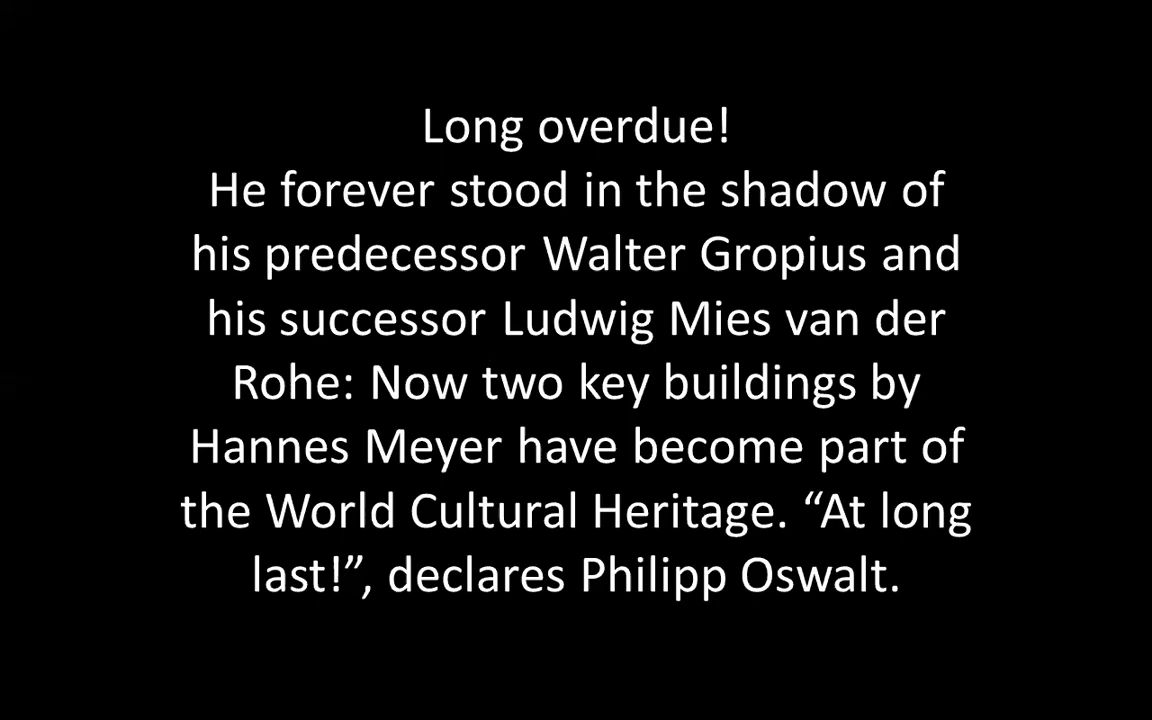 Long overdue!
He forever stood in the shadow of
his predecessor Walter Gropius and
his successor Ludwig Mies van der
Rohe: Now two key buildings by
Hannes Meyer have become part of
the World Cultural Heritage. “At long
last!”, declares Philipp Oswalt.